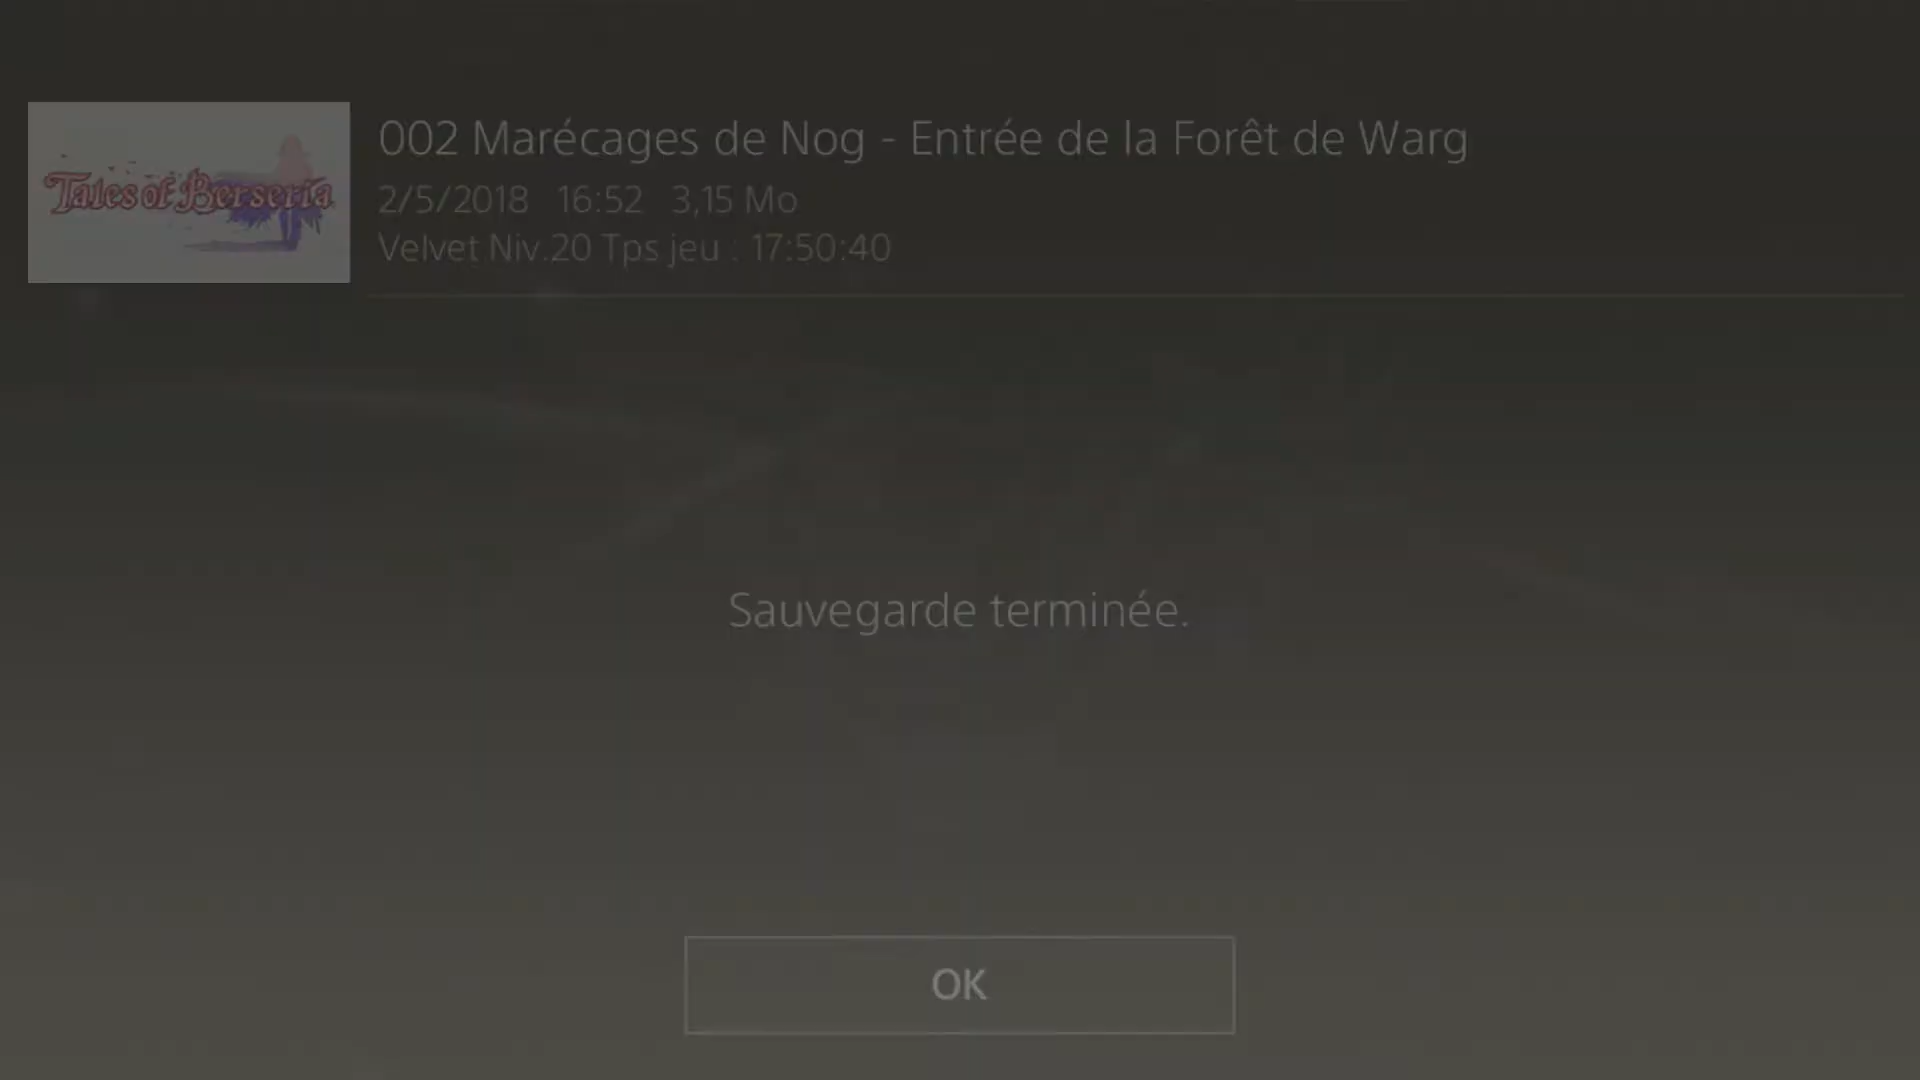 Tales of Berseria
002 Marécages de Nog - Entrée de la Forêt de Warg
2/5/2018 16:52 3,15 Mo
Velvet Niv.20 Tps jeu : 17:50:40
Sauvegarde terminée.
OK